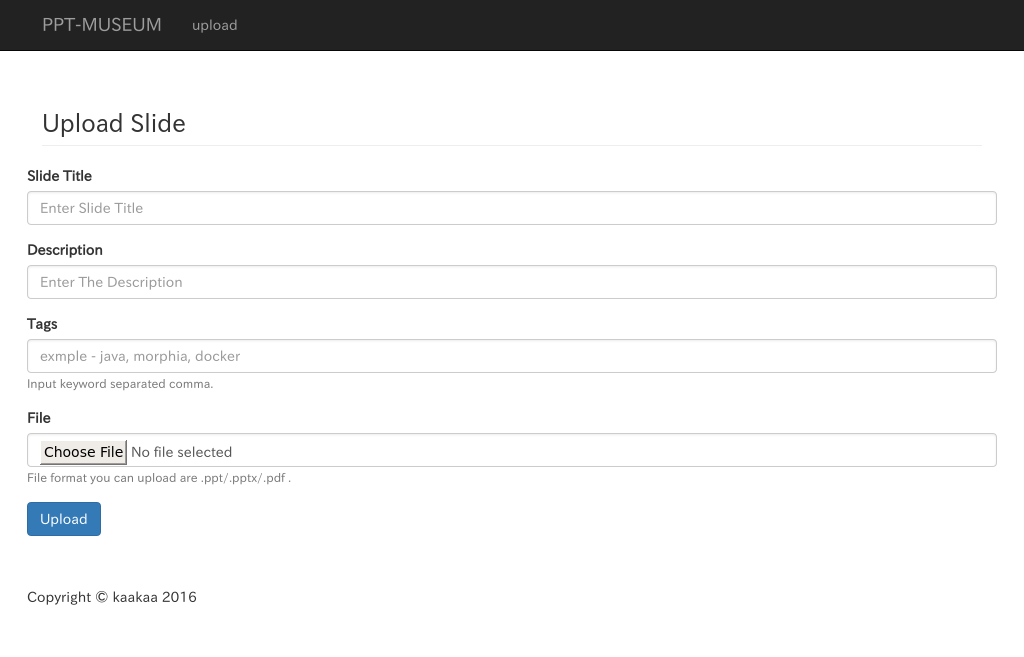 PPT-MUSEUM upload
Upload Slide
Slide Title
Enter Slide Title
Description
Enter The Description
Tags
exmple - java, morphia, docker
Input keyword separated comma.
File
Choose File No file selected
File format you can upload are .ppt/.pptx/.pdf .
Upload
Copyright © kaakaa 2016